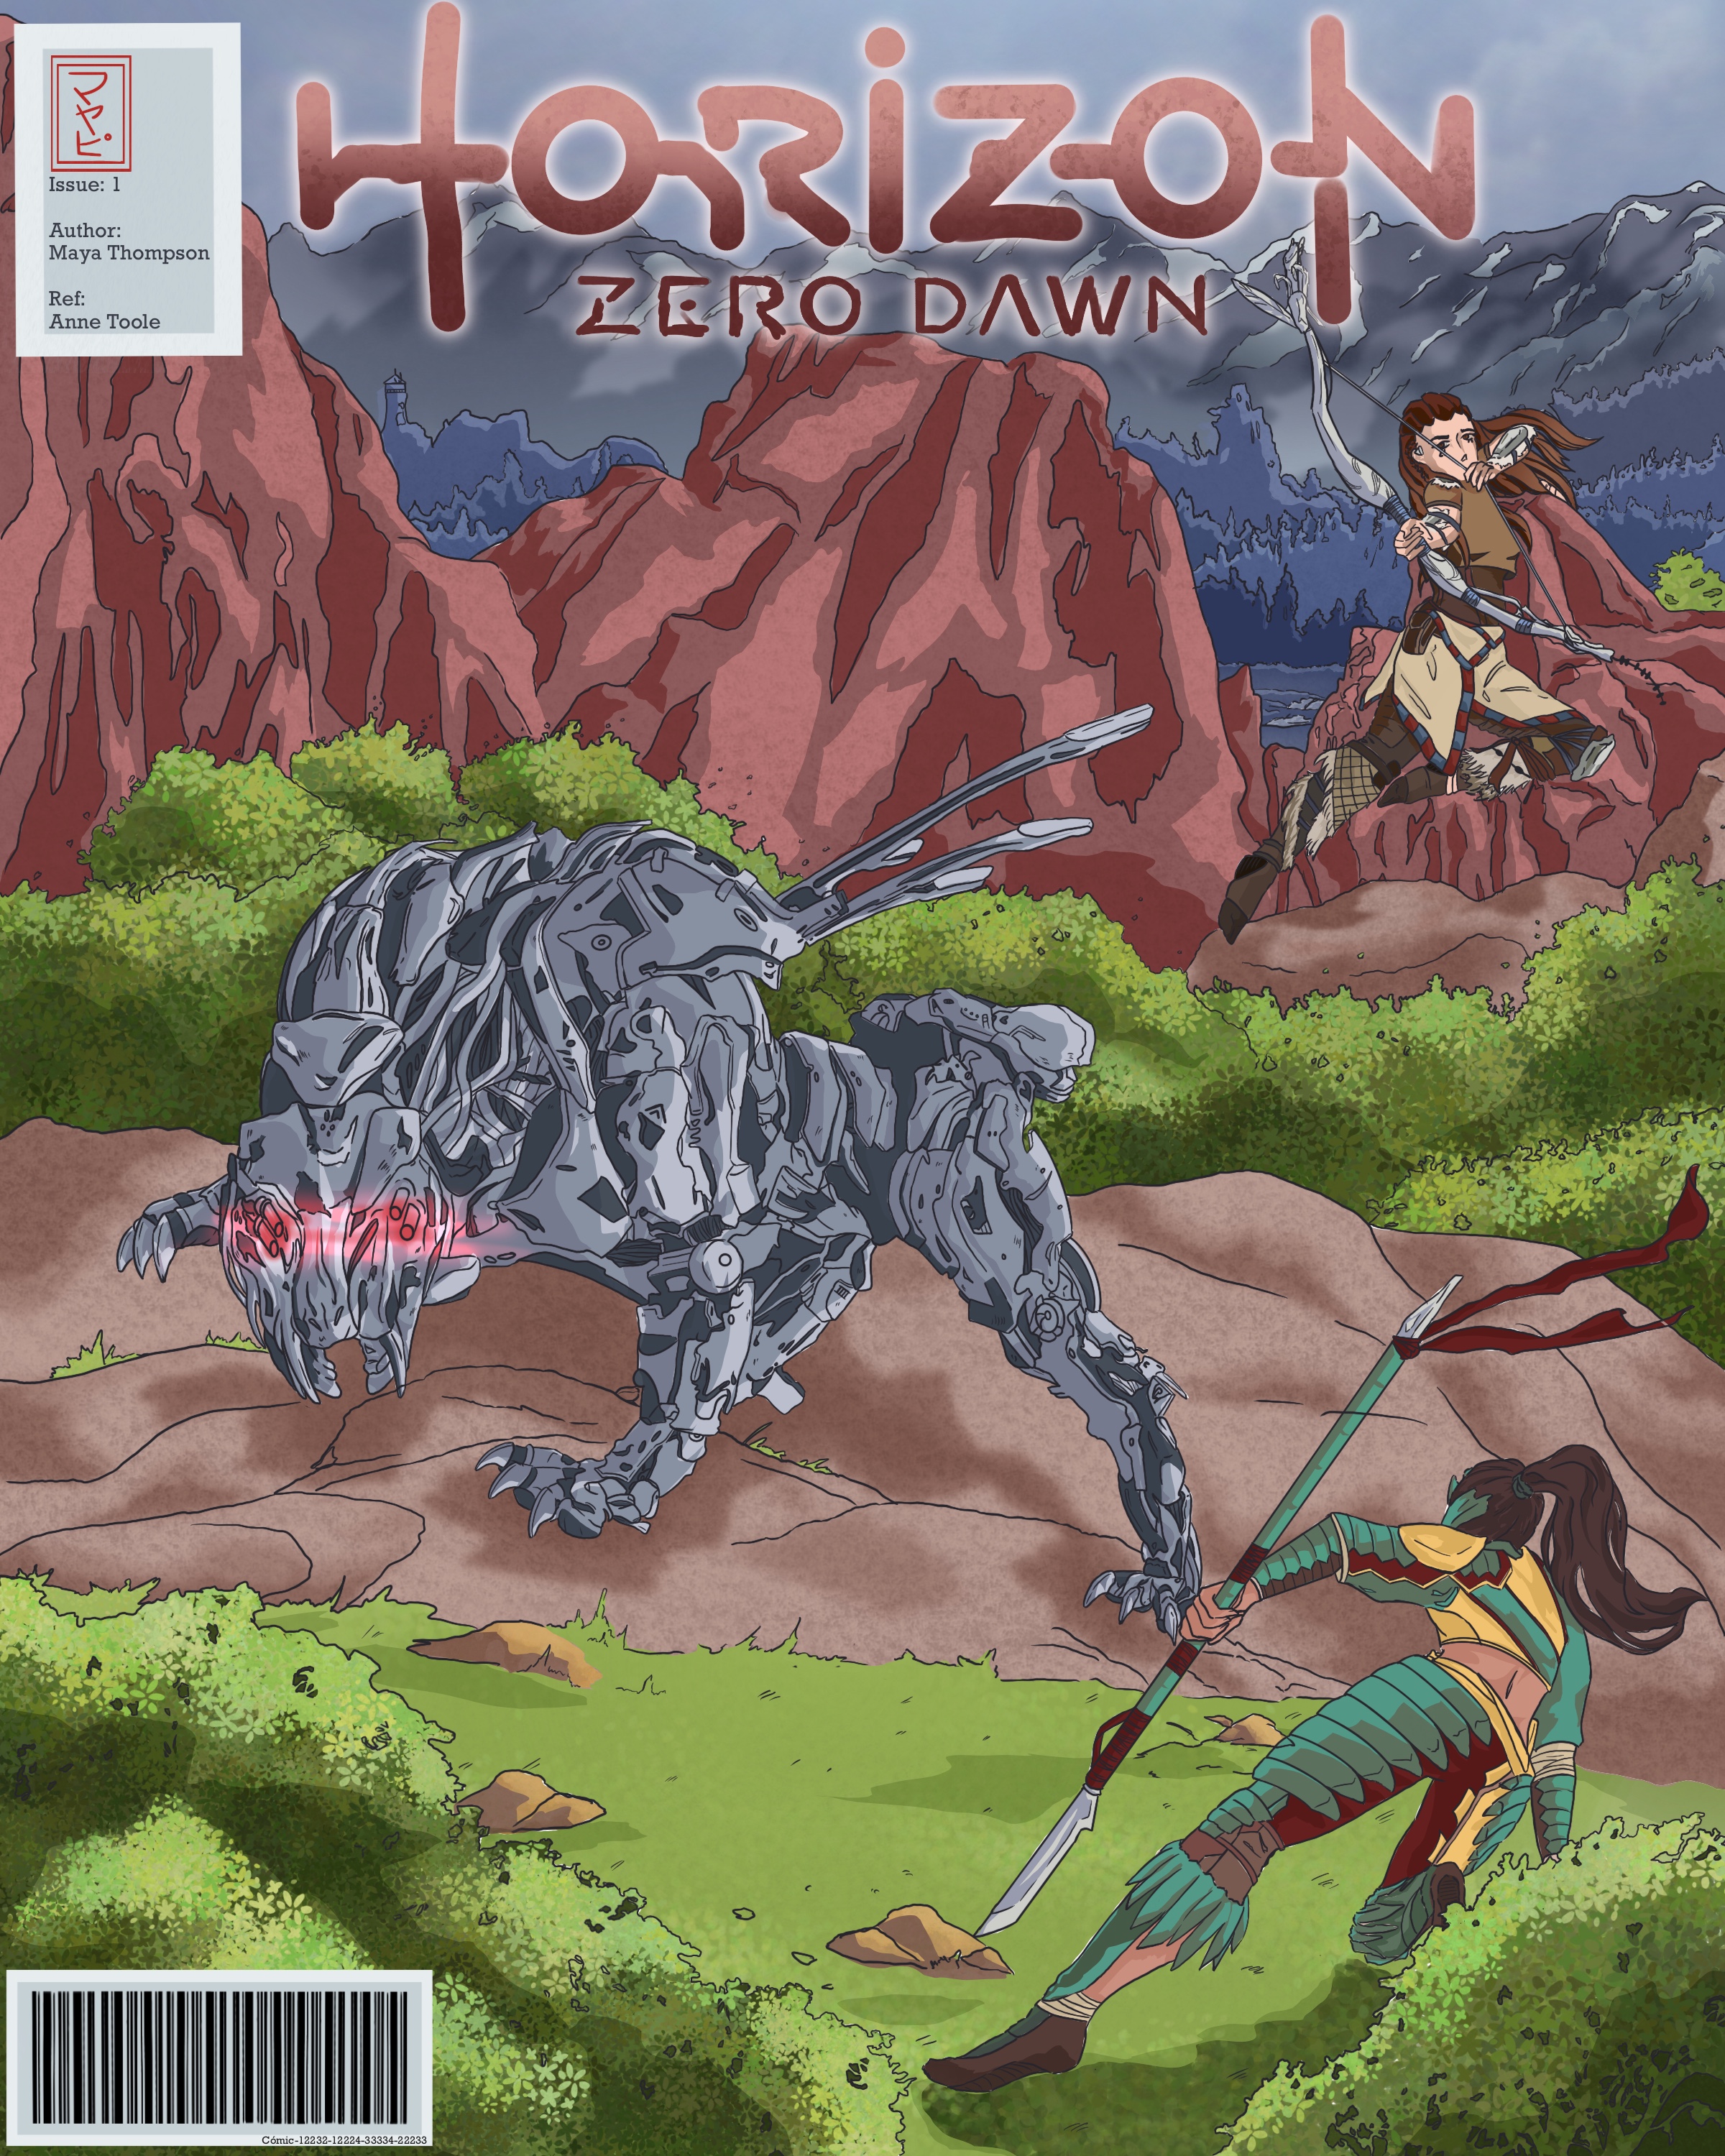 HORIZON
ZERO DAWN
マヤピ
Issue: 1
Author:
Maya Thompson
Ref:
Anne Toole
Cómic-12232-12224-33334-22233